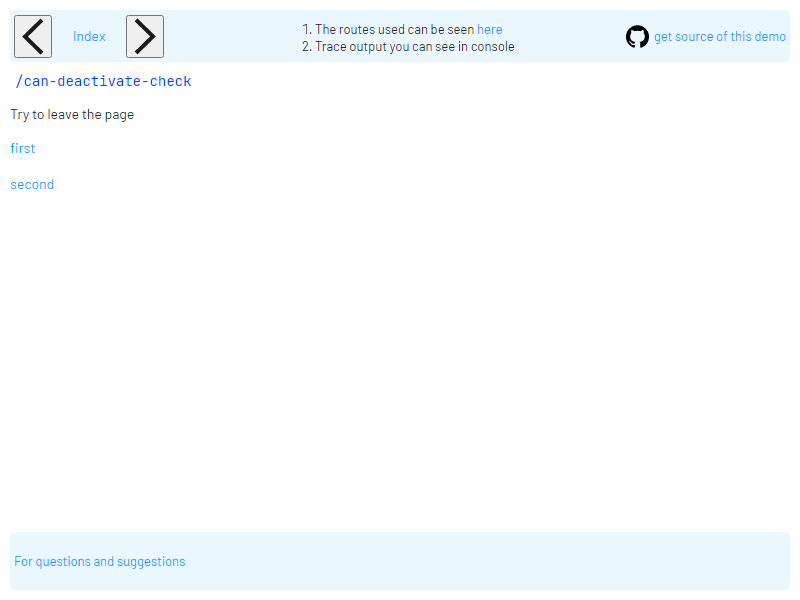 Index
1. The routes used can be seen here
2. Trace output you can see in console
get source of this demo
/can-deactivate-check
Try to leave the page
first
second
For questions and suggestions